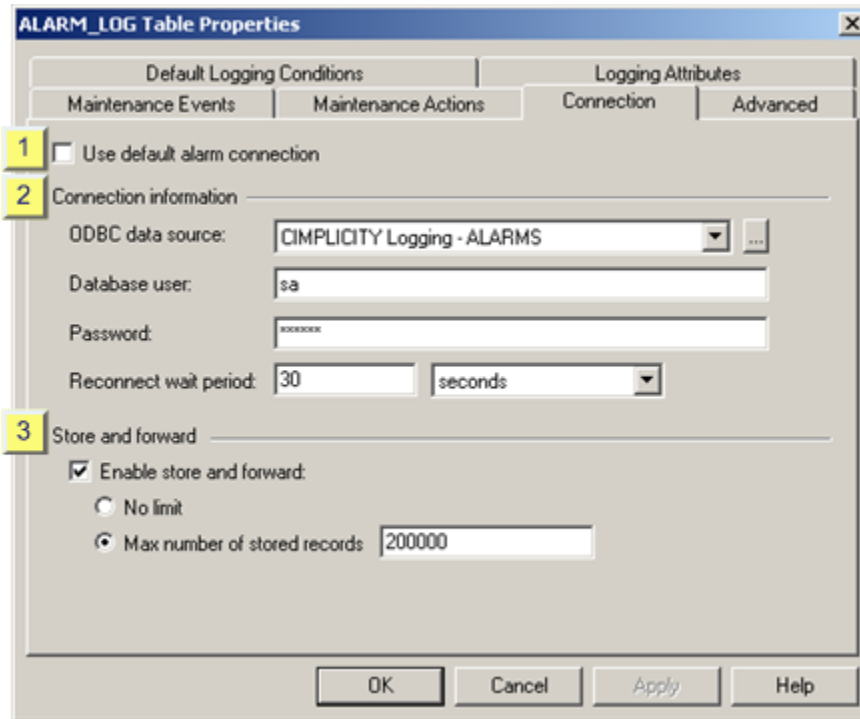 ALARM_LOG Table Properties
Default Logging Conditions Logging Attributes
Maintenance Events Maintenance Actions Connection Advanced
1 Use default alarm connection
2 Connection information
ODBC data source: CIMPLICITY Logging - ALARMS ...
Database user: sa
Password: ******
Reconnect wait period: 30 seconds
3 Store and forward
Enable store and forward:
No limit
Max number of stored records 200000
OK Cancel Apply Help